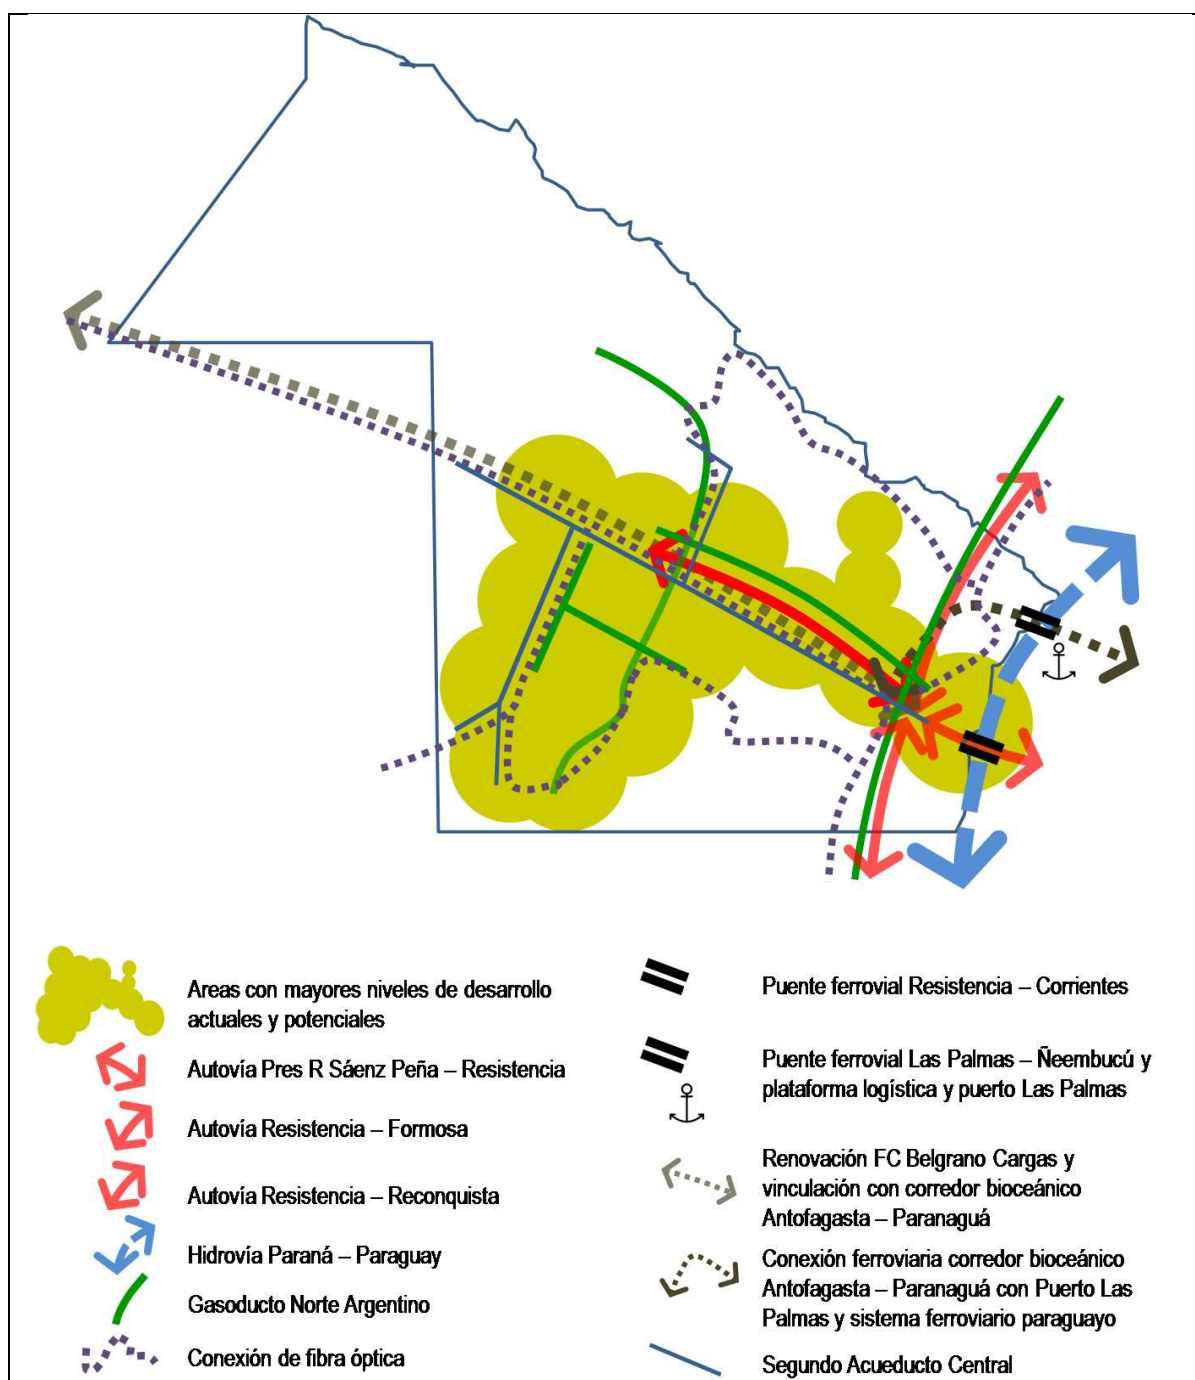 Areas con mayores niveles de desarrollo
actuales y potenciales
Autovía Pres R Sáenz Peña – Resistencia
Autovía Resistencia – Formosa
Autovía Resistencia – Reconquista
Hidrovía Paraná – Paraguay
Gasoducto Norte Argentino
Conexión de fibra óptica
Puente ferrovial Resistencia – Corrientes
Puente ferrovial Las Palmas – Ñeembucú y
plataforma logística y puerto Las Palmas
Renovación FC Belgrano Cargas y
vinculación con corredor bioceánico
Antofagasta – Paranaguá
Conexión ferroviaria corredor bioceánico
Antofagasta – Paranaguá con Puerto Las
Palmas y sistema ferroviario paraguayo
Segundo Acueducto Central